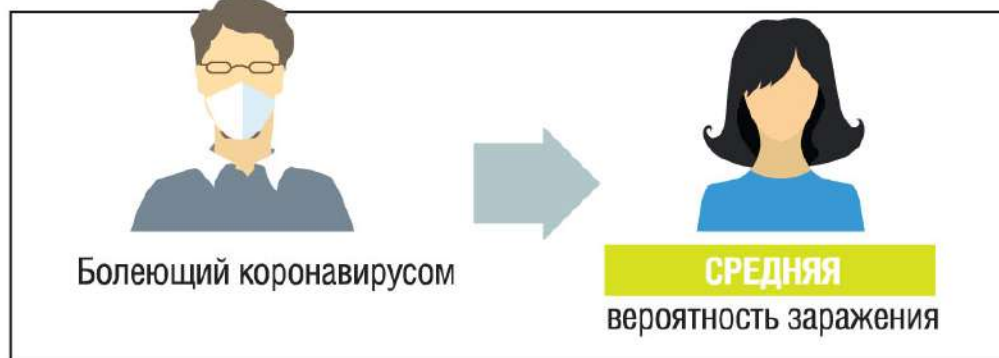 Болеющий коронавирусом
СРЕДНЯЯ
вероятность заражения